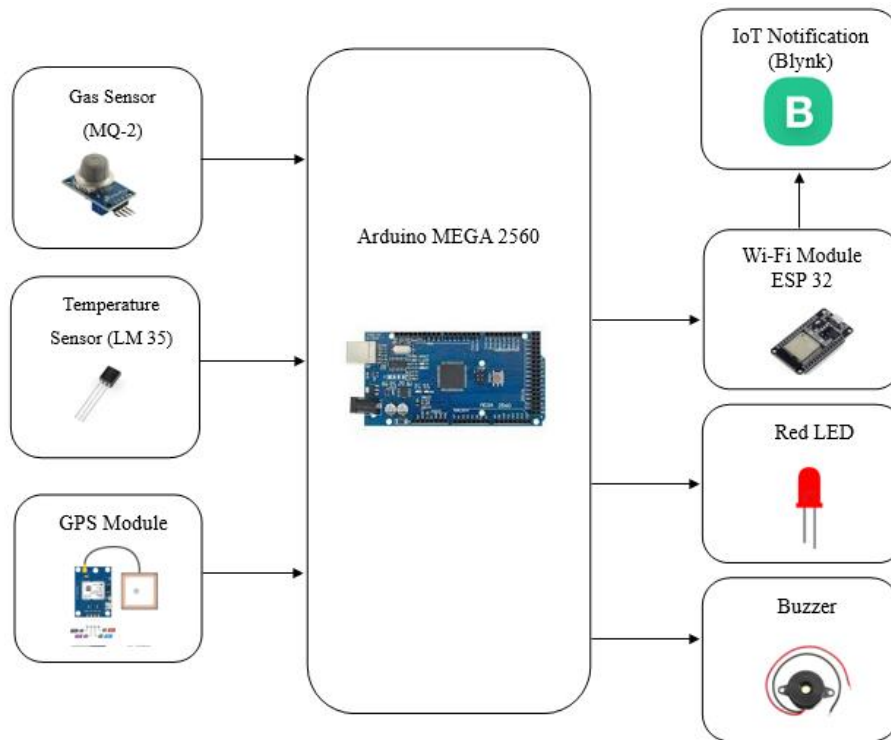 Gas Sensor
(MQ-2)
Temperature
Sensor (LM 35)
GPS Module
Arduino MEGA 2560
IoT Notification
(Blynk)
B
Wi-Fi Module
ESP 32
Red LED
Buzzer